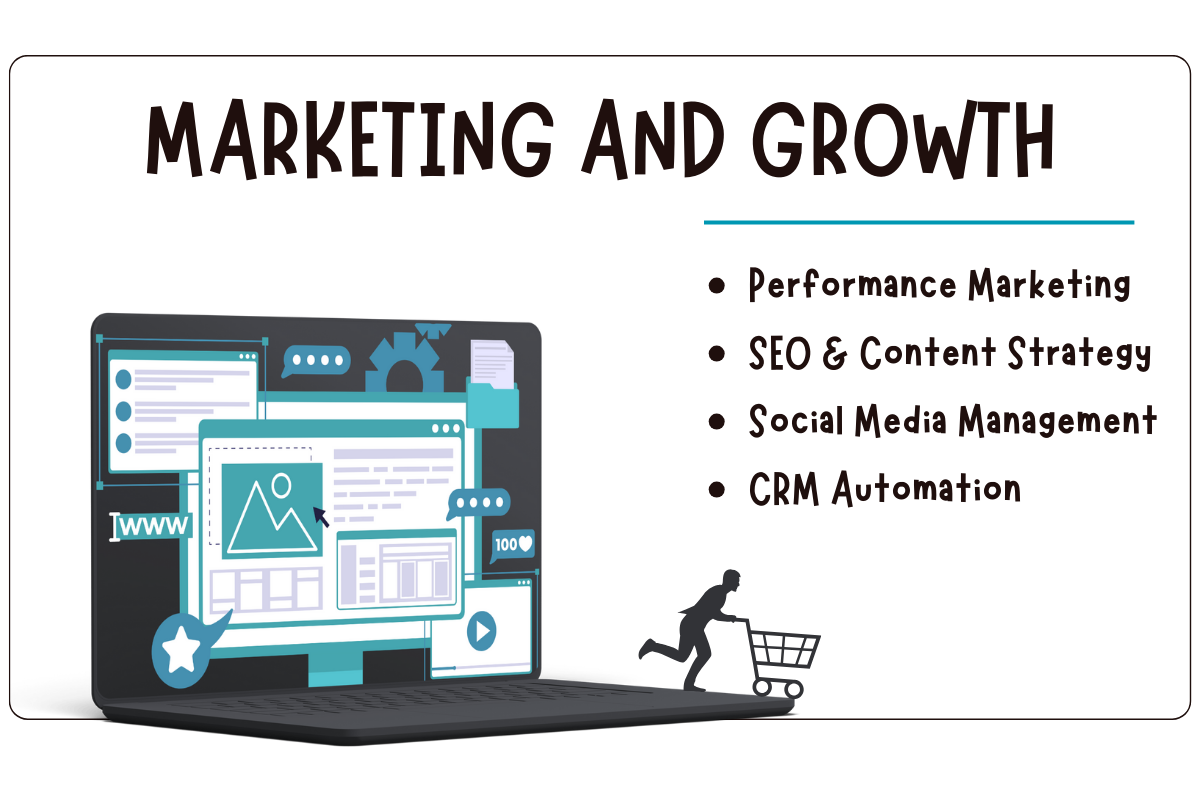 MARKETING AND GROWTH
• Performance Marketing
• SEO & Content Strategy
• Social Media Management
• CRM Automation
WWW
100